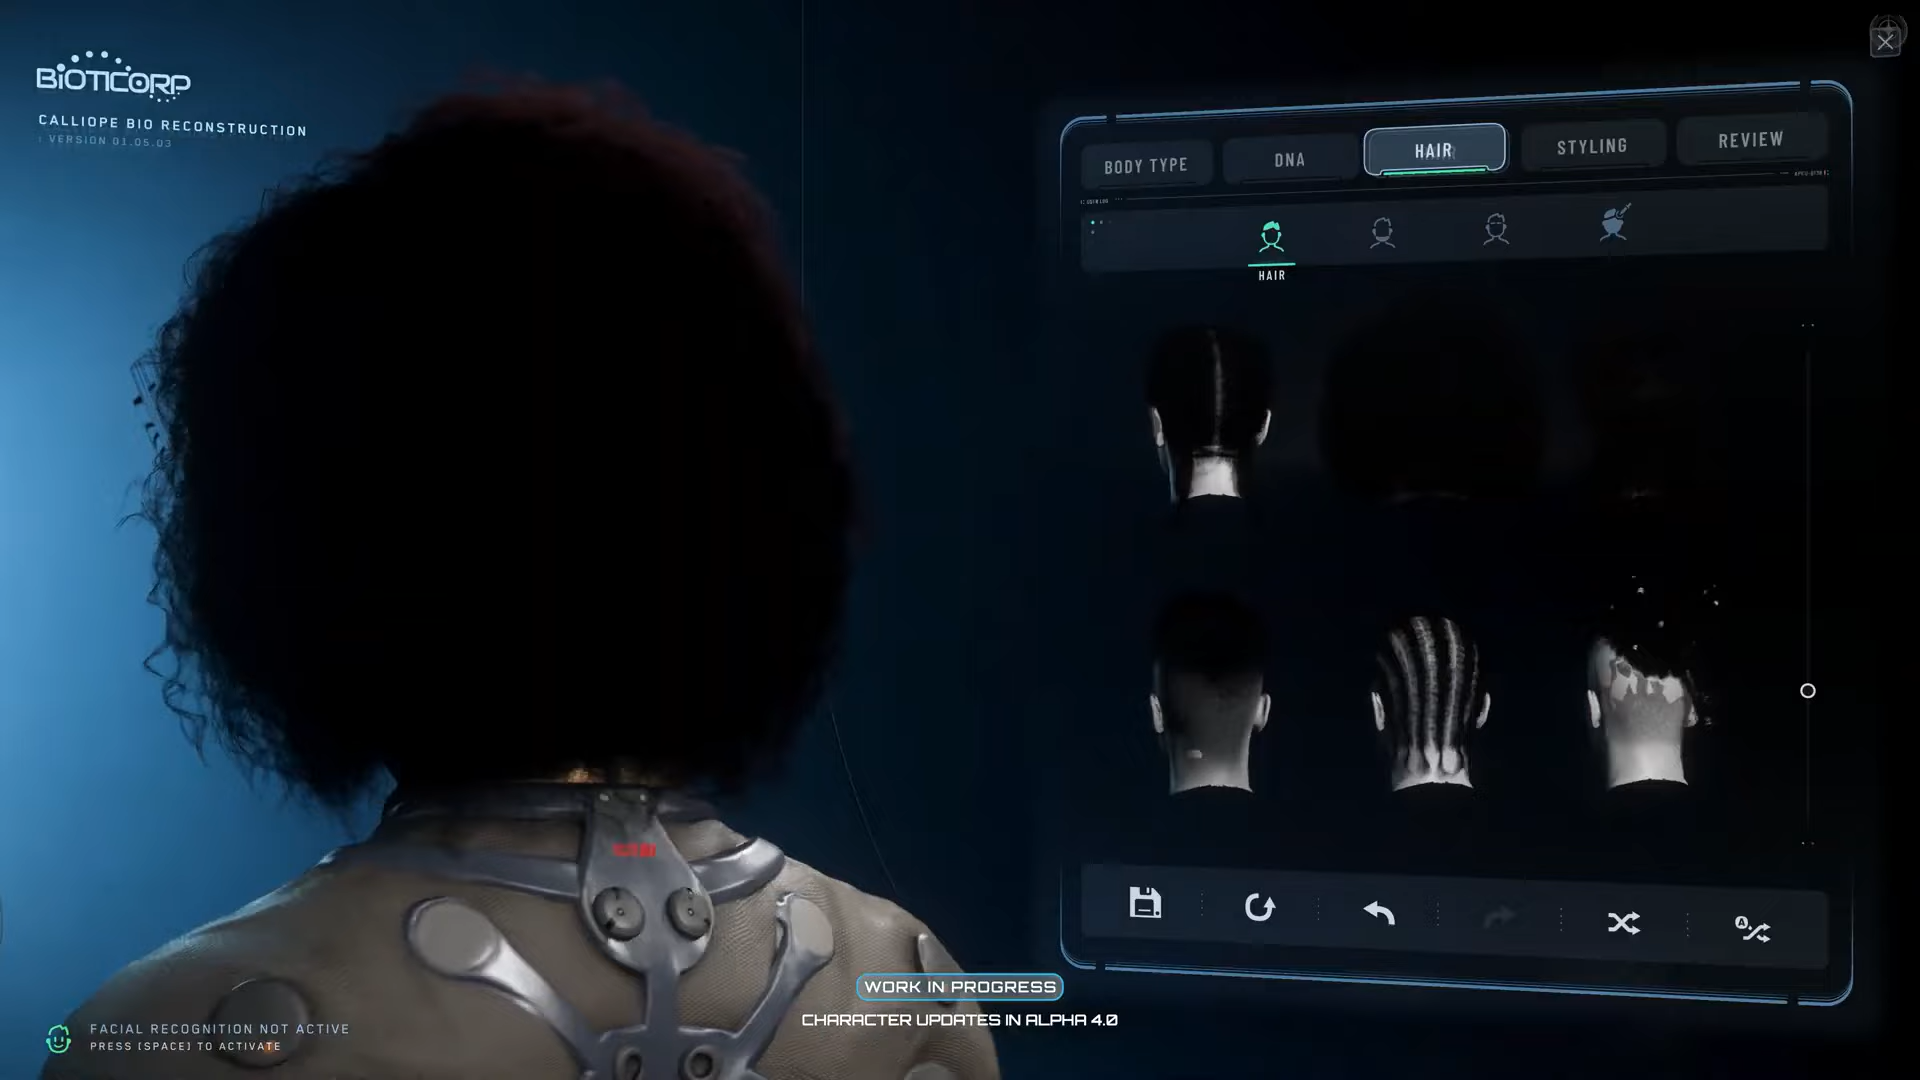 BIOTICORP
CALLIOPE BIO RECONSTRUCTION
: VERSION 01.05.03
BODY TYPE
DNA
HAIR
STYLING
REVIEW
HAIR
WORK IN PROGRESS
CHARACTER UPDATES IN ALPHA 4.0
FACIAL RECOGNITION NOT ACTIVE
PRESS [SPACE] TO ACTIVATE